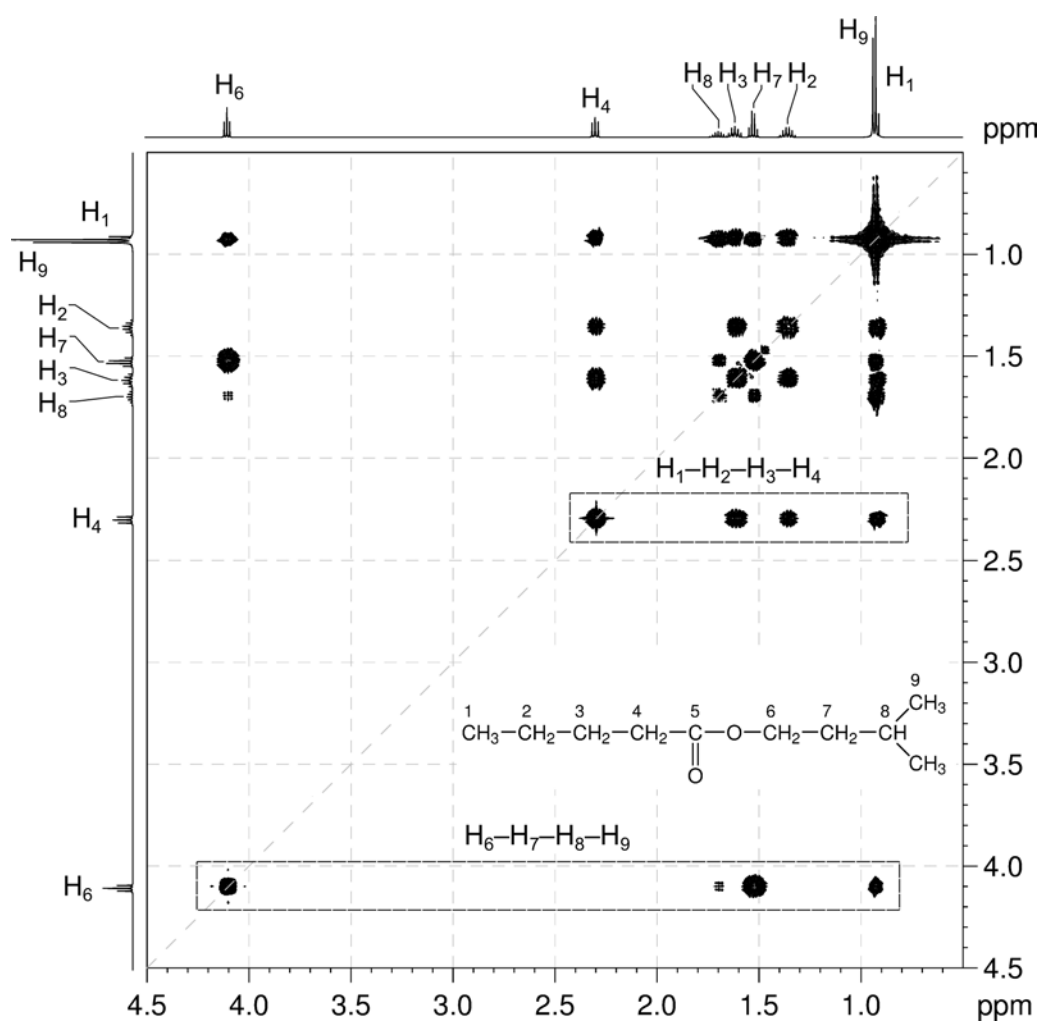 H9
H6
H8 H3 H7 H2
H1
H4
ppm
H1
H9
1.0
H2
H7
1.5
H3
H8
2.0
H1–H2–H3–H4
H4
2.5
3.0
9
1 2 3 4 5 6 7 8 CH3
CH3–CH2–CH2–CH2–C–O–CH2–CH2–CH
O CH3
3.5
H6–H7–H8–H9
4.0
H6
4.5
4.5 4.0 3.5 3.0 2.5 2.0 1.5 1.0 ppm